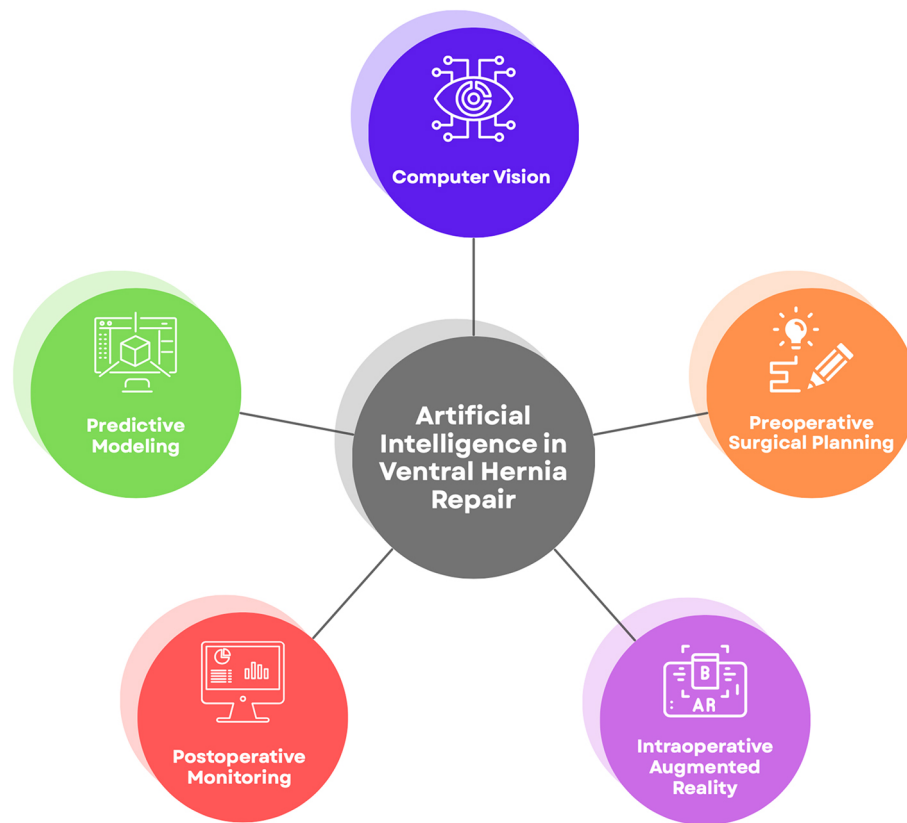 Computer Vision
Predictive
Modeling
Artificial
Intelligence in
Ventral Hernia
Repair
Preoperative
Surgical Planning
Postoperative
Monitoring
B
AR
Intraoperative
Augmented
Reality